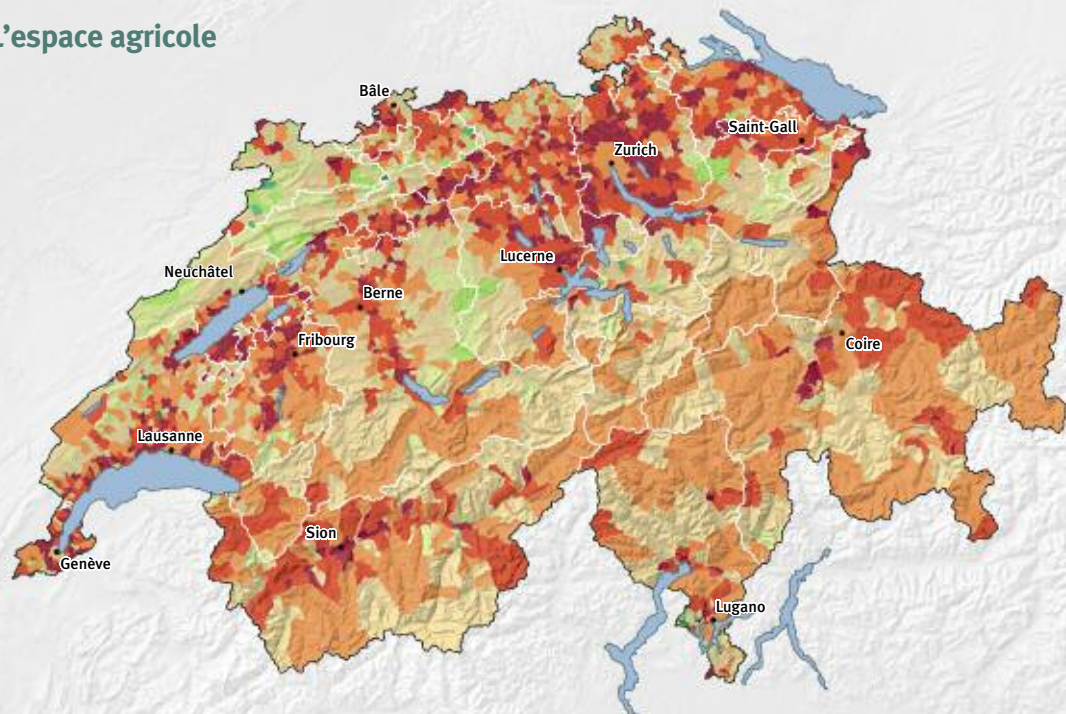 L'espace agricole
Bâle
Saint-Gall
Zurich
Lucerne
Neuchâtel
Berne
Fribourg
Coire
Lausanne
Sion
Genève
Lugano